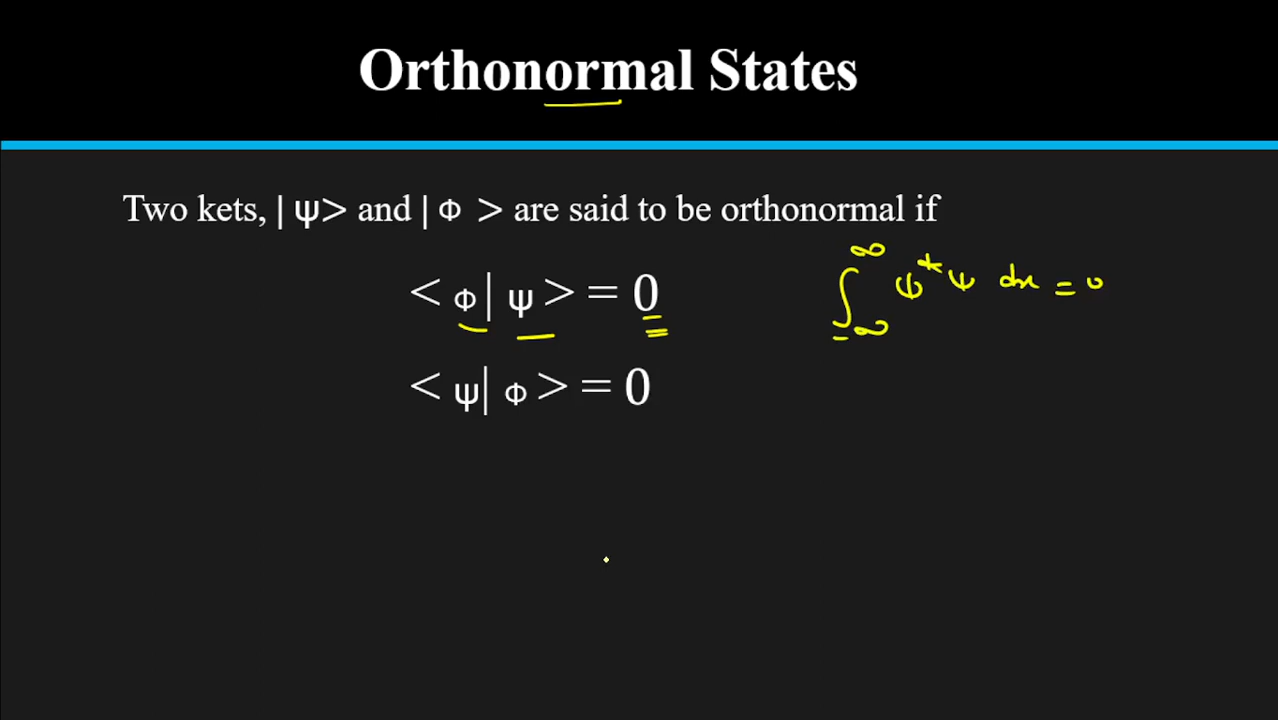 Orthonormal States
Two kets, | Ψ> and | Φ > are said to be orthonormal if
< Φ| Ψ > = 0
∫_{-∞}^{∞} Ψ* Ψ dx = 0
< Ψ| Φ > = 0